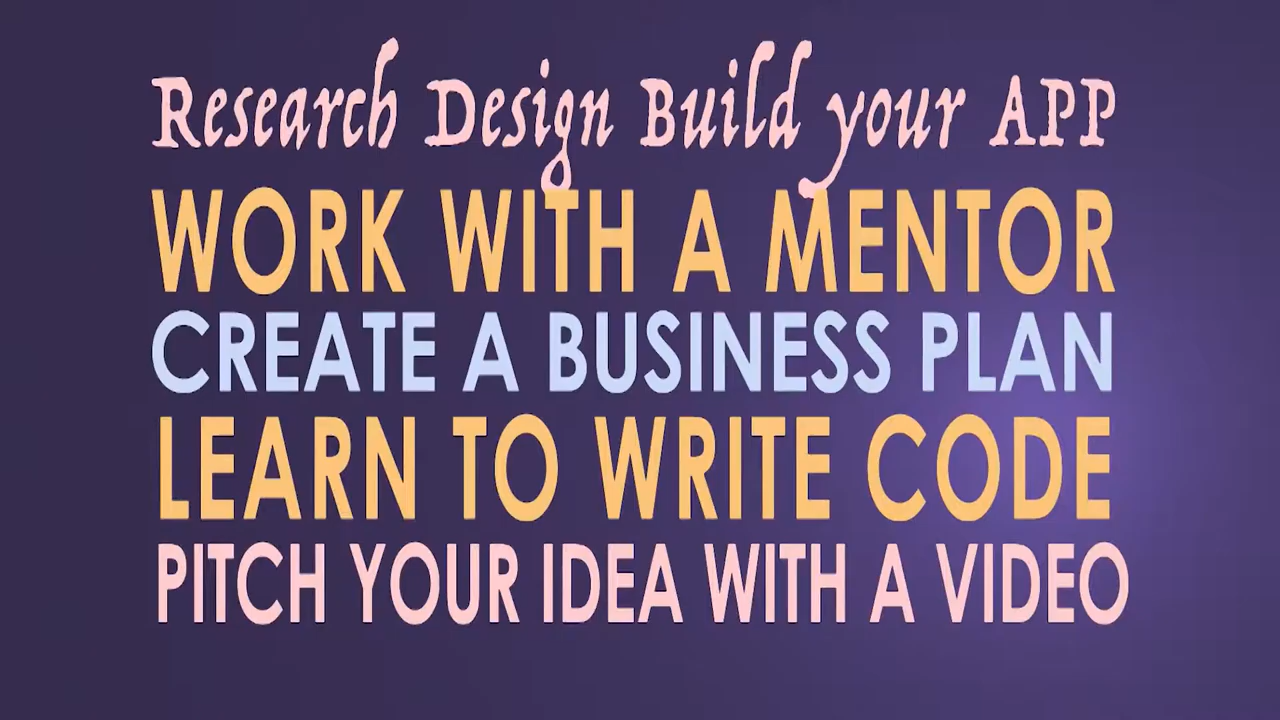 Research Design Build your APP
WORK WITH A MENTOR
CREATE A BUSINESS PLAN
LEARN TO WRITE CODE
PITCH YOUR IDEA WITH A VIDEO